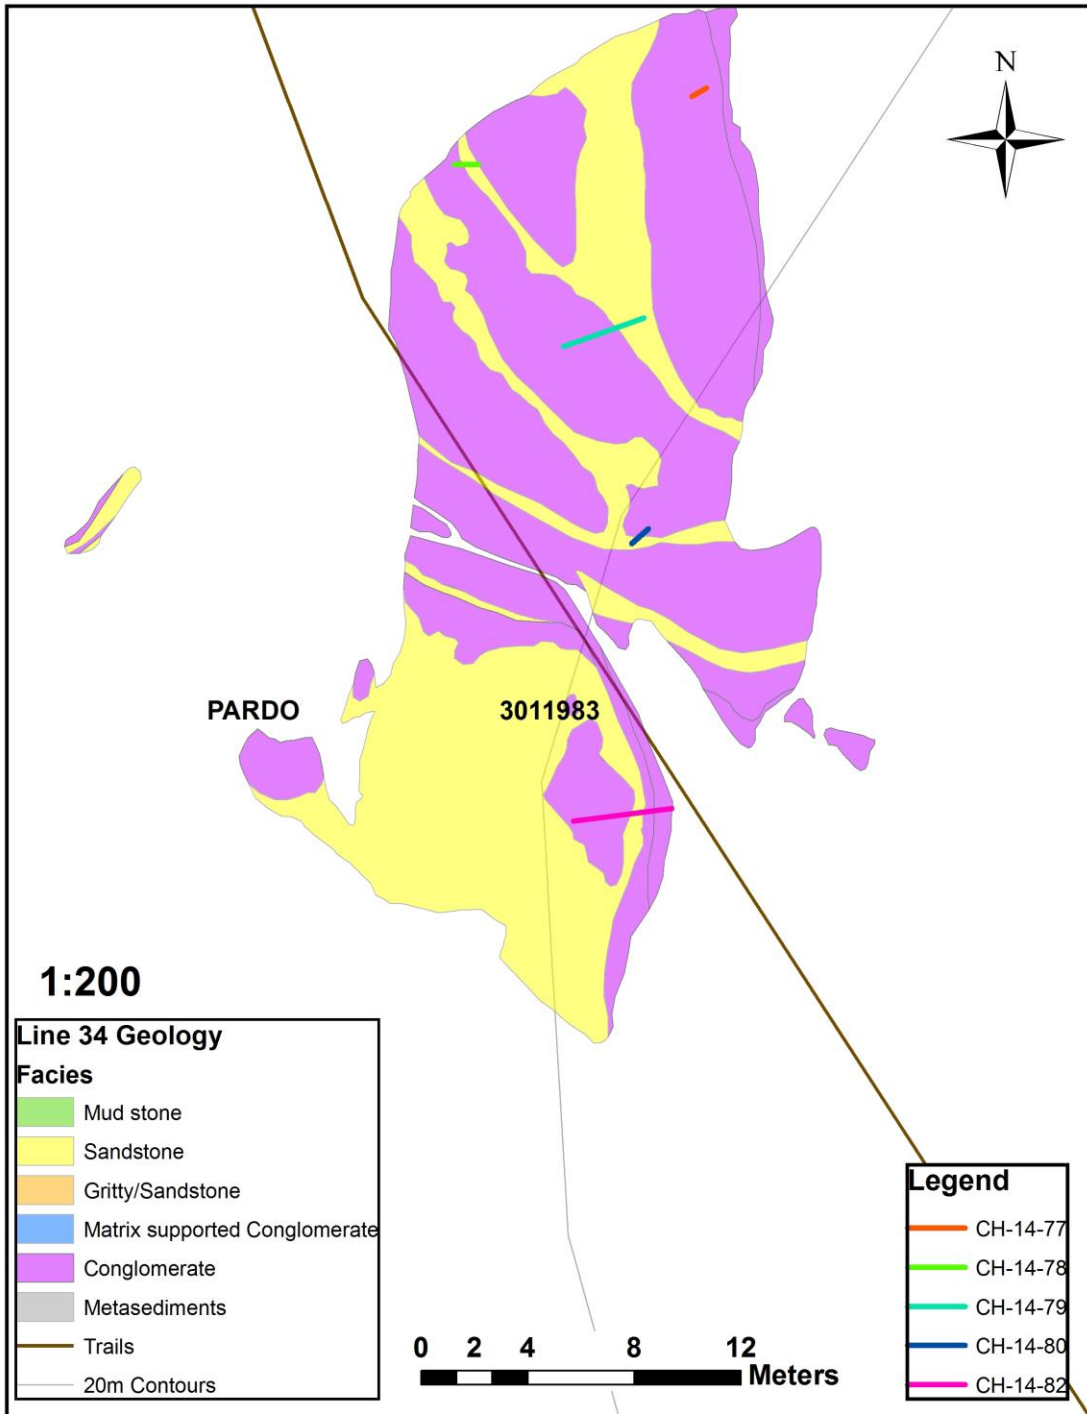 N
PARDO
3011983
1:200
Line 34 Geology
Facies
Mud stone
Sandstone
Gritty/Sandstone
Matrix supported Conglomerate
Conglomerate
Metasediments
Trails
20m Contours
0 2 4 8 12
Meters
Legend
CH-14-77
CH-14-78
CH-14-79
CH-14-80
CH-14-82